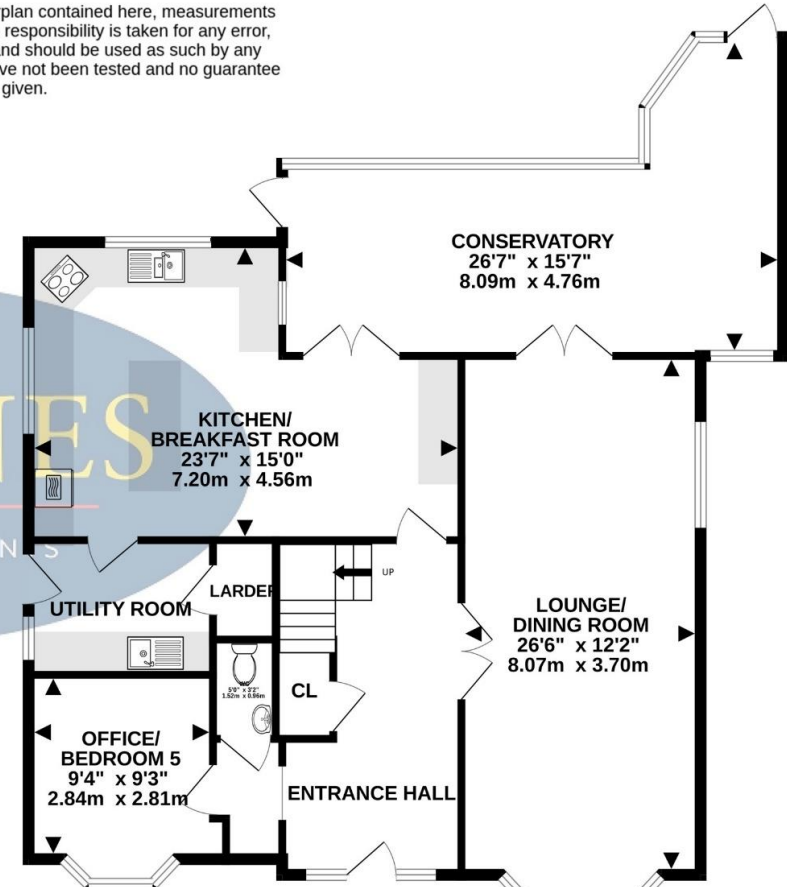 rplan contained here, measurements
responsibility is taken for any error,
and should be used as such by any
ve not been tested and no guarantee
given.
CONSERVATORY
26'7" x 15'7"
8.09m x 4.76m
NES
N T S
KITCHEN/
BREAKFAST ROOM
23'7" x 15'0"
7.20m x 4.56m
UP
LARDER
UTILITY ROOM
LOUNGE/
DINING ROOM
26'6" x 12'2"
8.07m x 3.70m
5'0" x 3'2"
1.52m x 0.96m
CL
OFFICE/
BEDROOM 5
9'4" x 9'3"
2.84m x 2.81m
ENTRANCE HALL